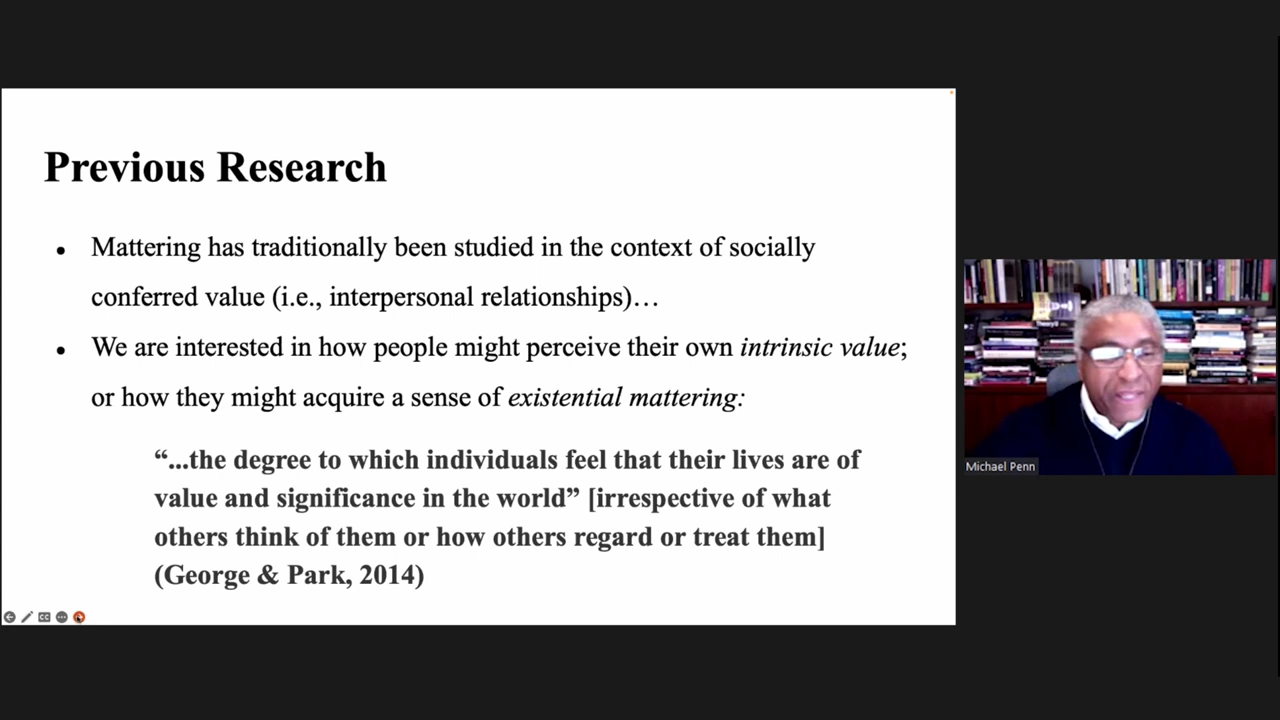 Previous Research
• Mattering has traditionally been studied in the context of socially
conferred value (i.e., interpersonal relationships)…
• We are interested in how people might perceive their own intrinsic value;
or how they might acquire a sense of existential mattering:
“...the degree to which individuals feel that their lives are of
value and significance in the world” [irrespective of what
others think of them or how others regard or treat them]
(George & Park, 2014)
Michael Penn